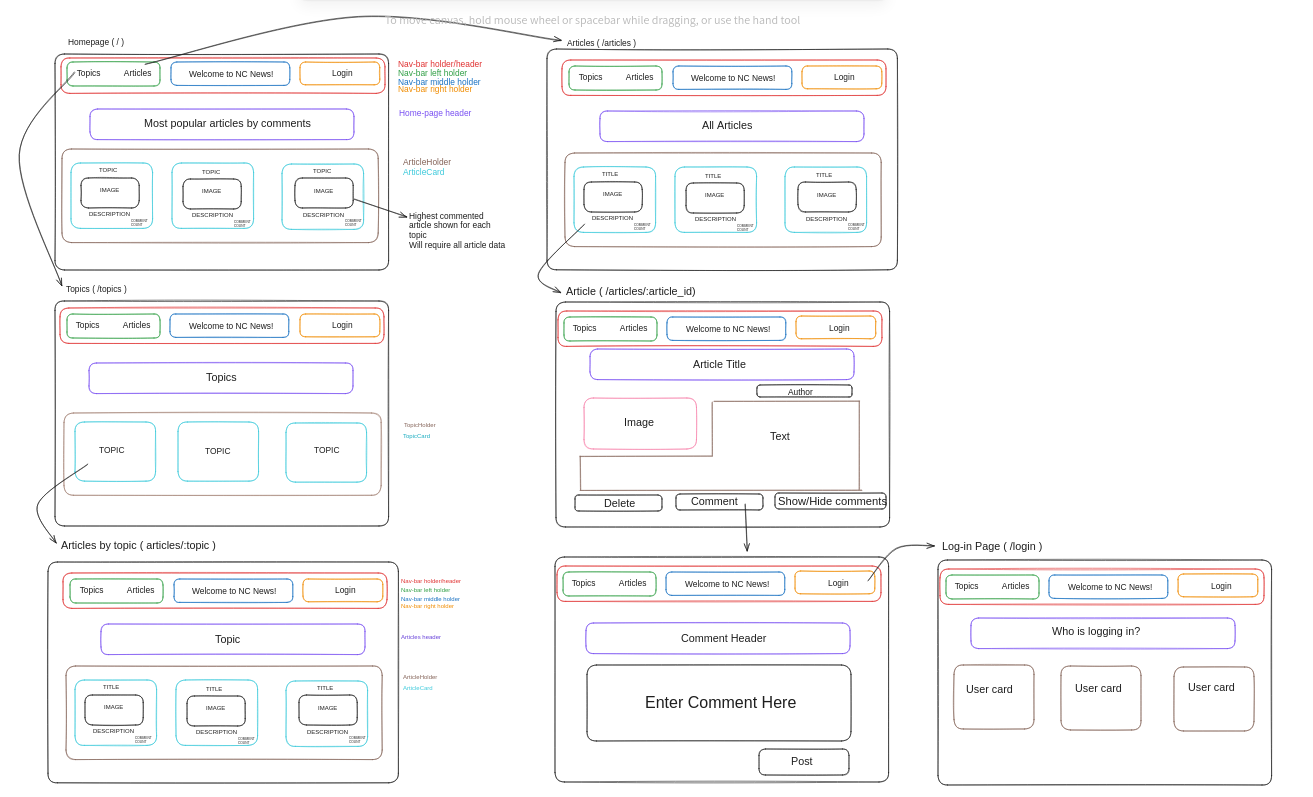 To move canvas, hold mouse wheel or spacebar while dragging, or use the hand tool
Homepage ( / )
Topics Articles Welcome to NC News! Login
Nav-bar holder/header
Nav-bar left holder
Nav-bar middle holder
Nav-bar right holder
Most popular articles by comments
Home-page header
ArticleHolder
ArticleCard
TOPIC TOPIC TOPIC
IMAGE IMAGE IMAGE
DESCRIPTION DESCRIPTION DESCRIPTION
COMMENT COMMENT COMMENT
COUNT COUNT COUNT
Highest commented
article shown for each
topic
Will require all article data
Articles ( /articles )
Topics Articles Welcome to NC News! Login
All Articles
TITLE TITLE TITLE
IMAGE IMAGE IMAGE
DESCRIPTION DESCRIPTION DESCRIPTION
COMMENT COMMENT COMMENT
COUNT COUNT COUNT
Topics ( /topics )
Topics Articles Welcome to NC News! Login
Topics
TOPIC TOPIC TOPIC
TopicHolder
TopicCard
Article ( /articles/:article_id)
Topics Articles Welcome to NC News! Login
Article Title
Author
Image
Text
Delete Comment Show/Hide comments
Articles by topic ( articles/:topic )
Topics Articles Welcome to NC News! Login
Nav-bar holder/header
Nav-bar left holder
Nav-bar middle holder
Nav-bar right holder
Topic
Articles header
ArticleHolder
ArticleCard
TITLE TITLE TITLE
IMAGE IMAGE IMAGE
DESCRIPTION DESCRIPTION DESCRIPTION
COMMENT COMMENT COMMENT
COUNT COUNT COUNT
Topics Articles Welcome to NC News! Login
Comment Header
Enter Comment Here
Post
Log-in Page ( /login )
Topics Articles Welcome to NC News! Login
Who is logging in?
User card User card User card